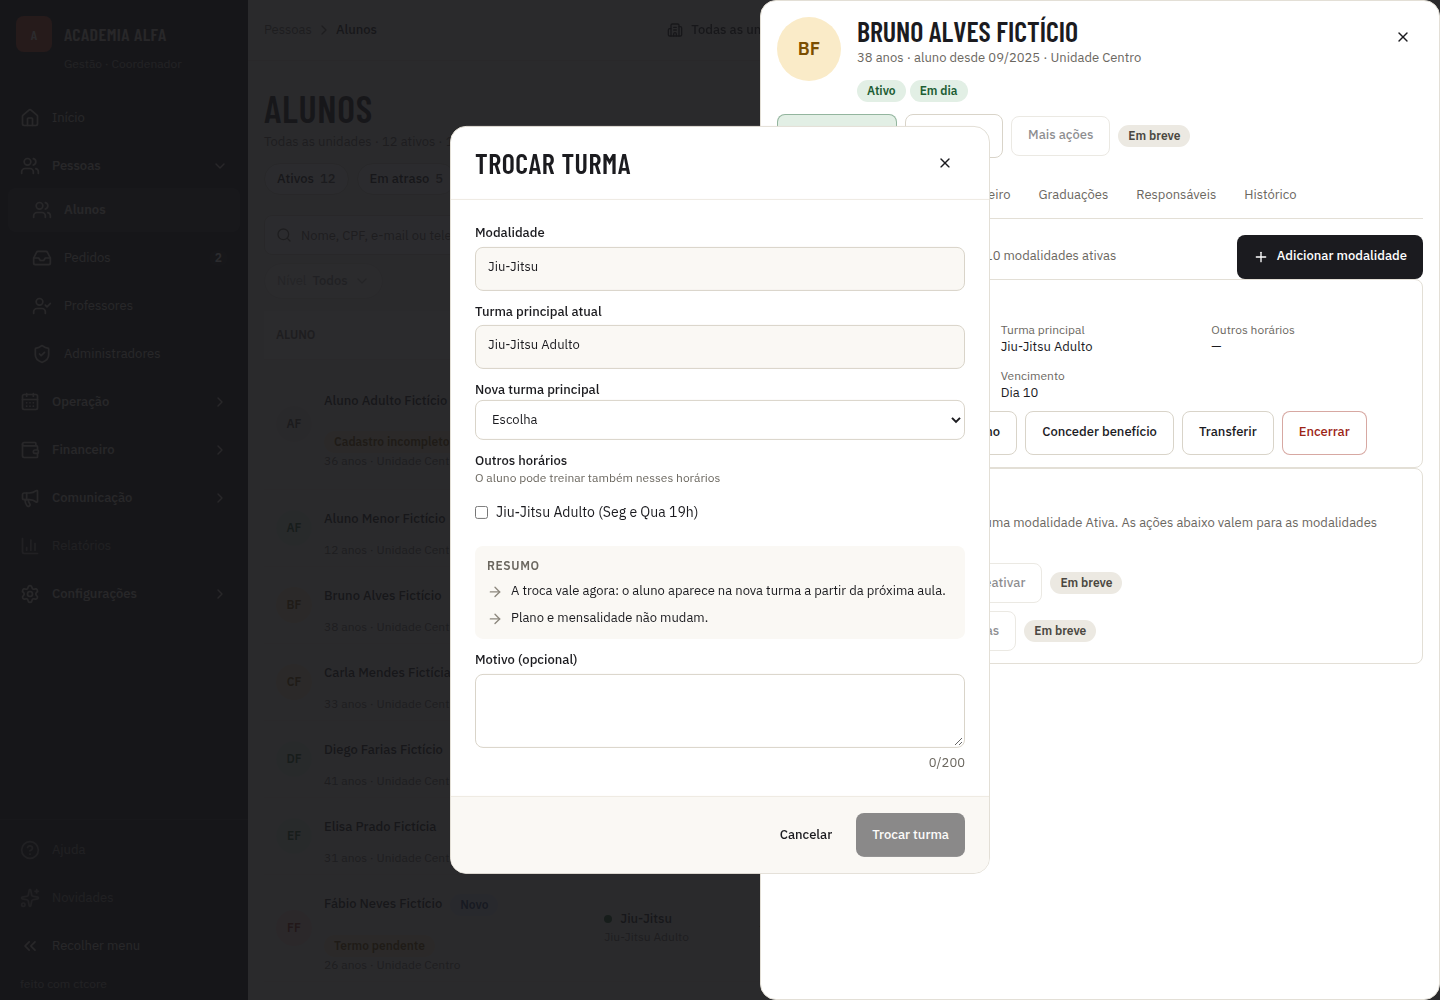 A
ACADEMIA ALFA
Gestão · Coordenador
Início
Pessoas
Alunos
Pedidos
2
Professores
Administradores
Operação
Financeiro
Comunicação
Relatórios
Configurações
Ajuda
Novidades
Recolher menu
feito com ctcore
Pessoas
Alunos
Todas as un
ALUNOS
Todas as unidades · 12 ativos ·
Ativos 12
Em atraso 5
Nome, CPF, e-mail ou tele
Nível Todos
ALUNO
AF
Aluno Adulto Fictício
Cadastro incompleto
36 anos · Unidade Cent
AF
Aluno Menor Fictício
12 anos · Unidade Cent
BF
Bruno Alves Fictício
38 anos · Unidade Cent
CF
Carla Mendes Fictícia
33 anos · Unidade Cent
DF
Diego Farias Fictício
41 anos · Unidade Cent
EF
Elisa Prado Fictícia
31 anos · Unidade Cent
FF
Fábio Neves Fictício
Novo
Termo pendente
26 anos · Unidade Centro
Jiu-Jitsu
Jiu-Jitsu Adulto
BF
BRUNO ALVES FICTÍCIO
38 anos · aluno desde 09/2025 · Unidade Centro
Ativo
Em dia
Mais ações
Em breve
eiro
Graduações
Responsáveis
Histórico
0 modalidades ativas
Adicionar modalidade
Turma principal
Jiu-Jitsu Adulto
Outros horários
—
Vencimento
Dia 10
no
Conceder benefício
Transferir
Encerrar
uma modalidade Ativa. As ações abaixo valem para as modalidades
eativar
Em breve
as
Em breve
TROCAR TURMA
Modalidade
Jiu-Jitsu
Turma principal atual
Jiu-Jitsu Adulto
Nova turma principal
Escolha
Outros horários
O aluno pode treinar também nesses horários
Jiu-Jitsu Adulto (Seg e Qua 19h)
RESUMO
A troca vale agora: o aluno aparece na nova turma a partir da próxima aula.
Plano e mensalidade não mudam.
Motivo (opcional)
0/200
Cancelar
Trocar turma